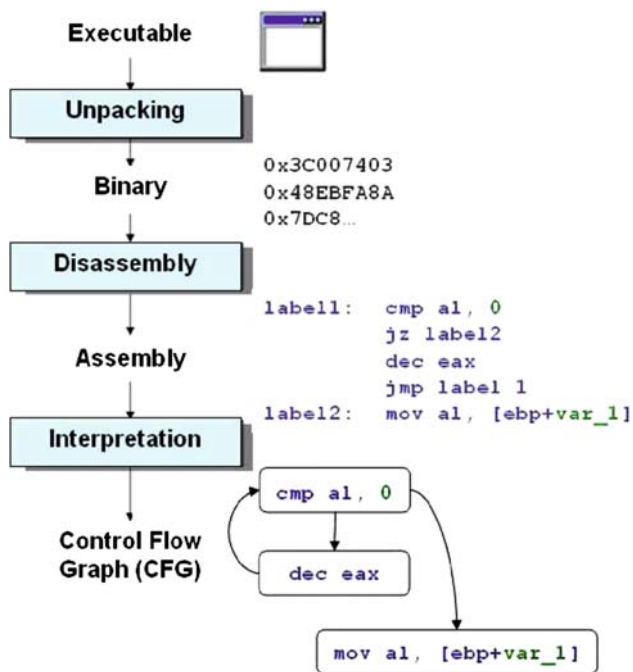 Executable
Unpacking
Binary
0x3C007403
0x48EBFA8A
0x7DC8...
Disassembly
label1: cmp al, 0
jz label2
dec eax
jmp label 1
label2: mov al, [ebp+var_1]
Assembly
Interpretation
Control Flow
Graph (CFG)
cmp al, 0
dec eax
mov al, [ebp+var_1]